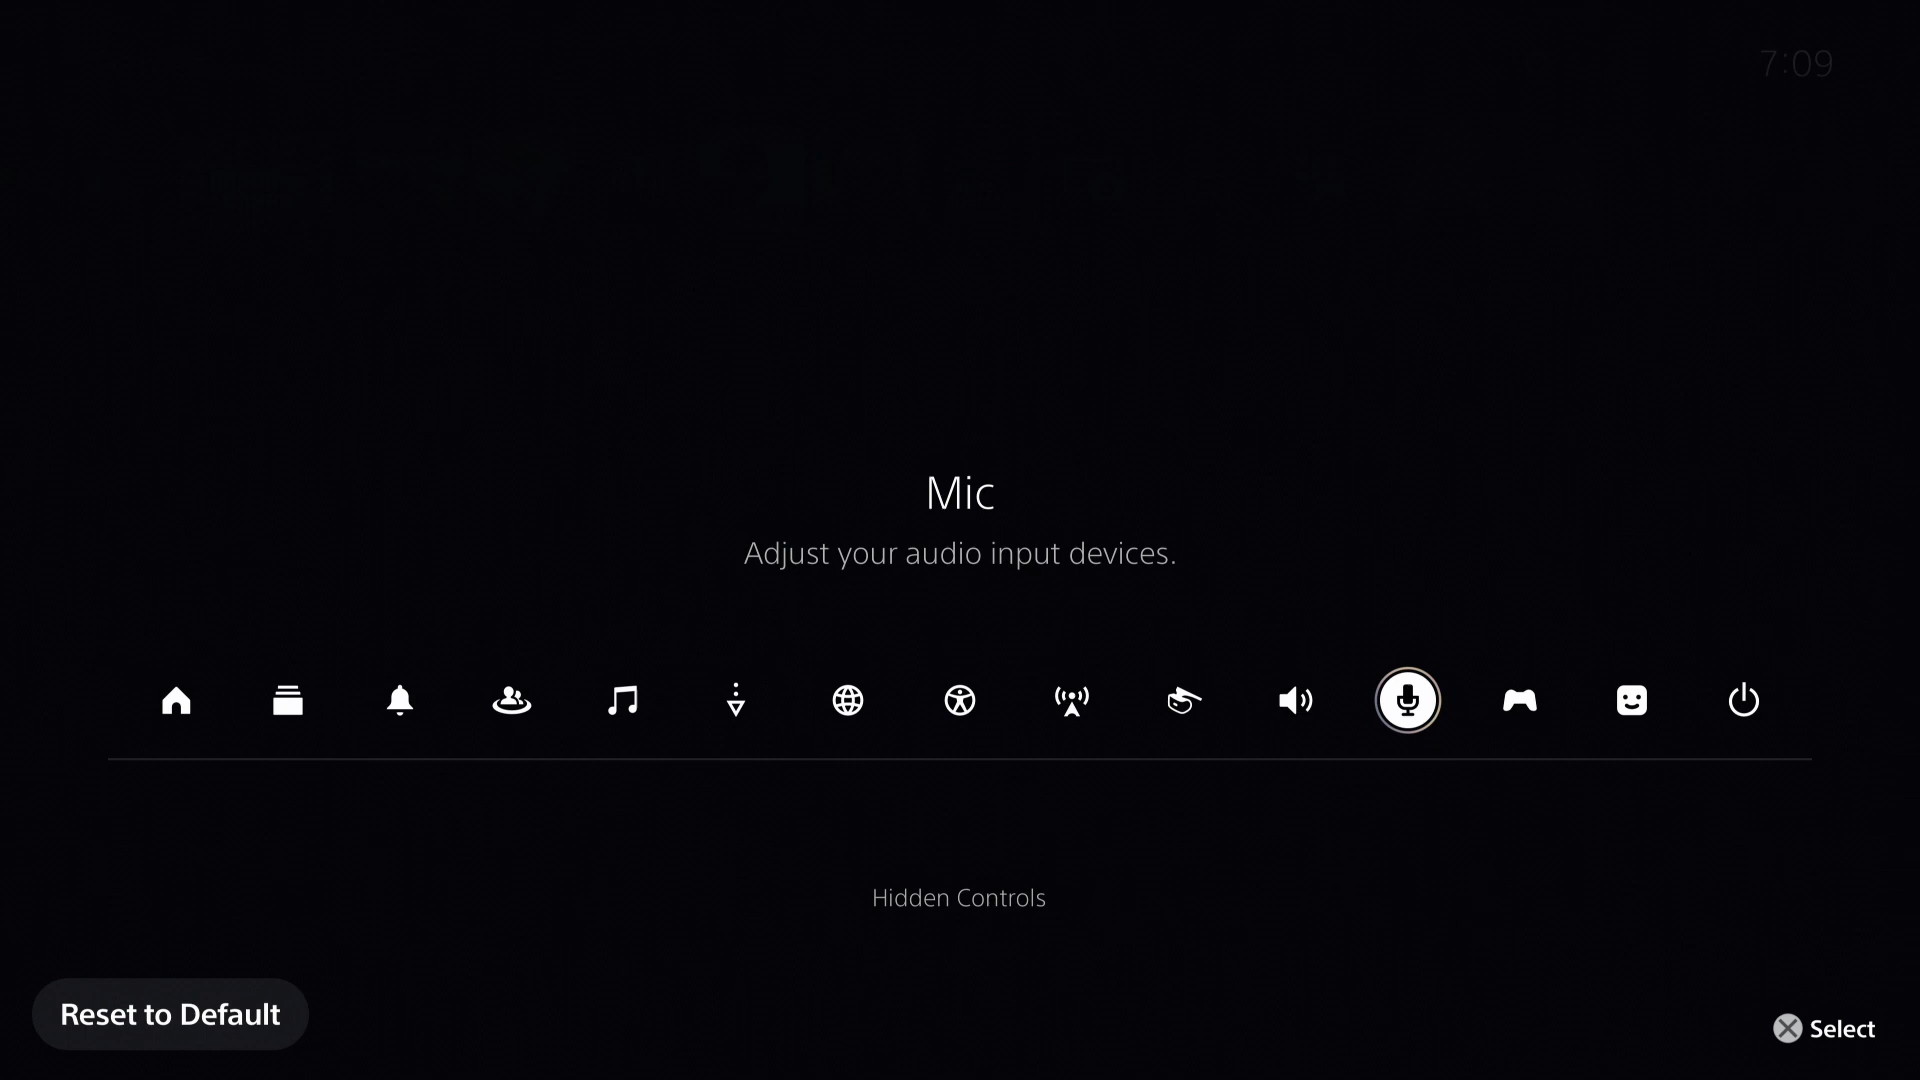 7:09
Mic
Adjust your audio input devices.
Hidden Controls
Reset to Default
Select